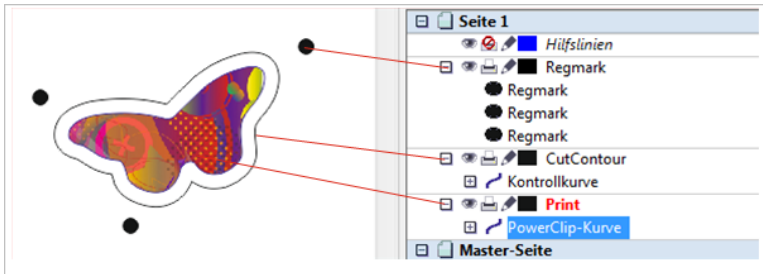 Seite 1
Hilfslinien
Regmark
Regmark
Regmark
Regmark
CutContour
Kontrollkurve
Print
PowerClip-Kurve
Master-Seite